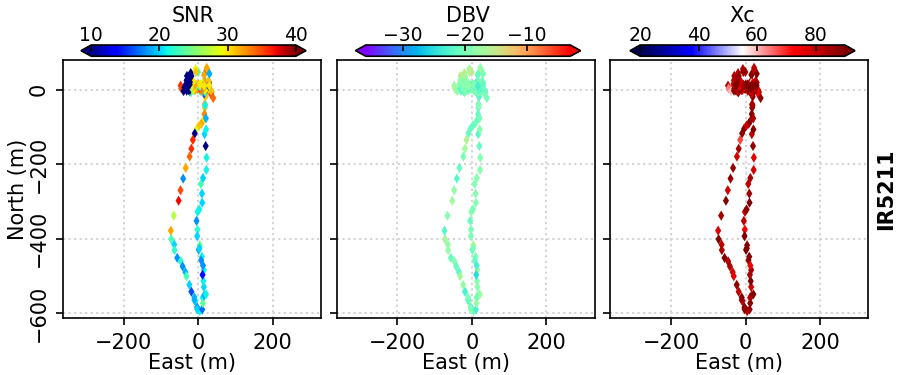 SNR DBV Xc
10 20 30 40 −30 −20 −10 20 40 60 80
North (m)
0
−200
−400
−600
−200 0 200 −200 0 200 −200 0 200
East (m) East (m) East (m)
IR5211